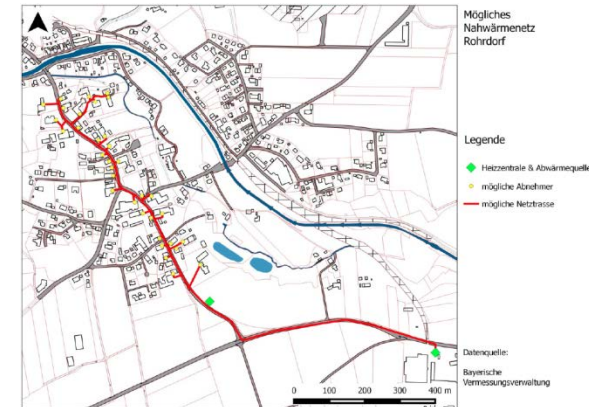 Mögliches
Nahwärmenetz
Rohrdorf
Legende
Heizzentrale & Abwärmequelle
mögliche Abnehmer
mögliche Netztrasse
Datenquelle:
Bayerische
Vermessungsverwaltung
0 100 200 300 400 m